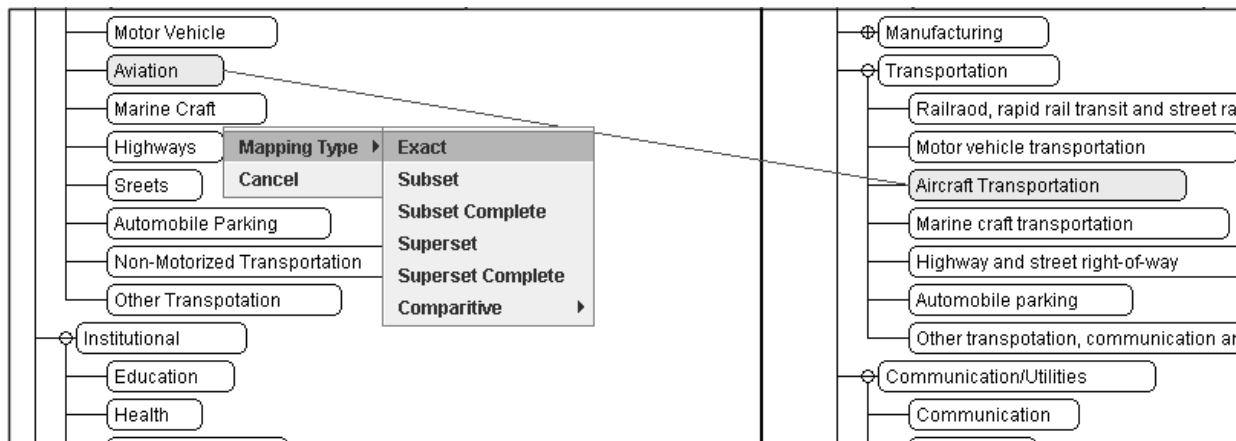 Motor Vehicle
Aviation
Marine Craft
Highways
Sreets
Automobile Parking
Non-Motorized Transportation
Other Transpotation
Institutional
Education
Health
Mapping Type
Cancel
Exact
Subset
Subset Complete
Superset
Superset Complete
Comparitive
Manufacturing
Transportation
Railraod, rapid rail transit and street ra
Motor vehicle transportation
Aircraft Transportation
Marine craft transportation
Highway and street right-of-way
Automobile parking
Other transpotation, communication an
Communication/Utilities
Communication